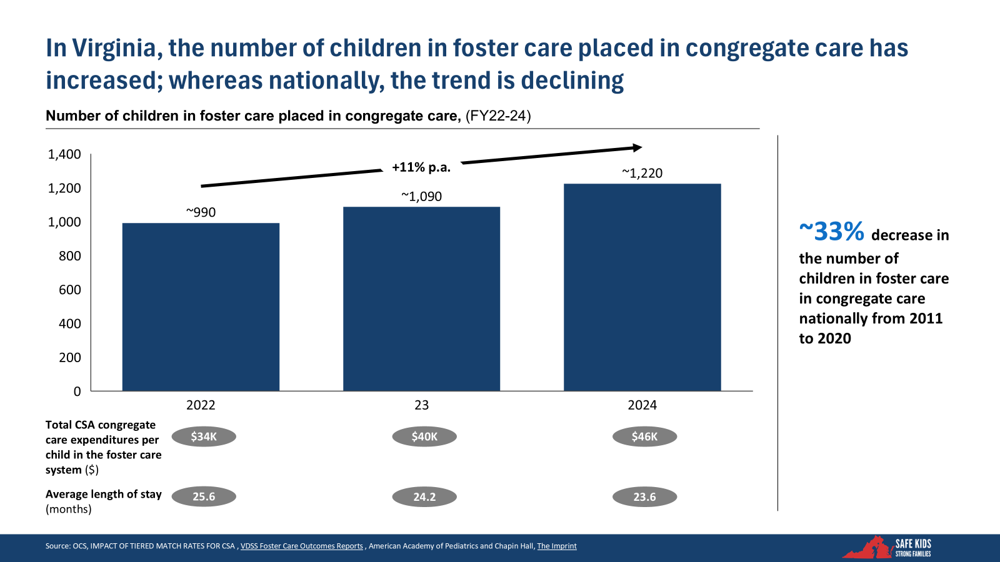 In Virginia, the number of children in foster care placed in congregate care has
increased; whereas nationally, the trend is declining
Number of children in foster care placed in congregate care, (FY22-24)
1,400
1,200
1,000
800
600
400
200
0
+11% p.a.
~990
~1,090
~1,220
2022
23
2024
Total CSA congregate
care expenditures per
child in the foster care
system ($)
$34K
$40K
$46K
Average length of stay
(months)
25.6
24.2
23.6
~33% decrease in
the number of
children in foster care
in congregate care
nationally from 2011
to 2020
Source: OCS, IMPACT OF TIERED MATCH RATES FOR CSA , VDSS Foster Care Outcomes Reports , American Academy of Pediatrics and Chapin Hall, The Imprint
SAFE KIDS
STRONG FAMILIES